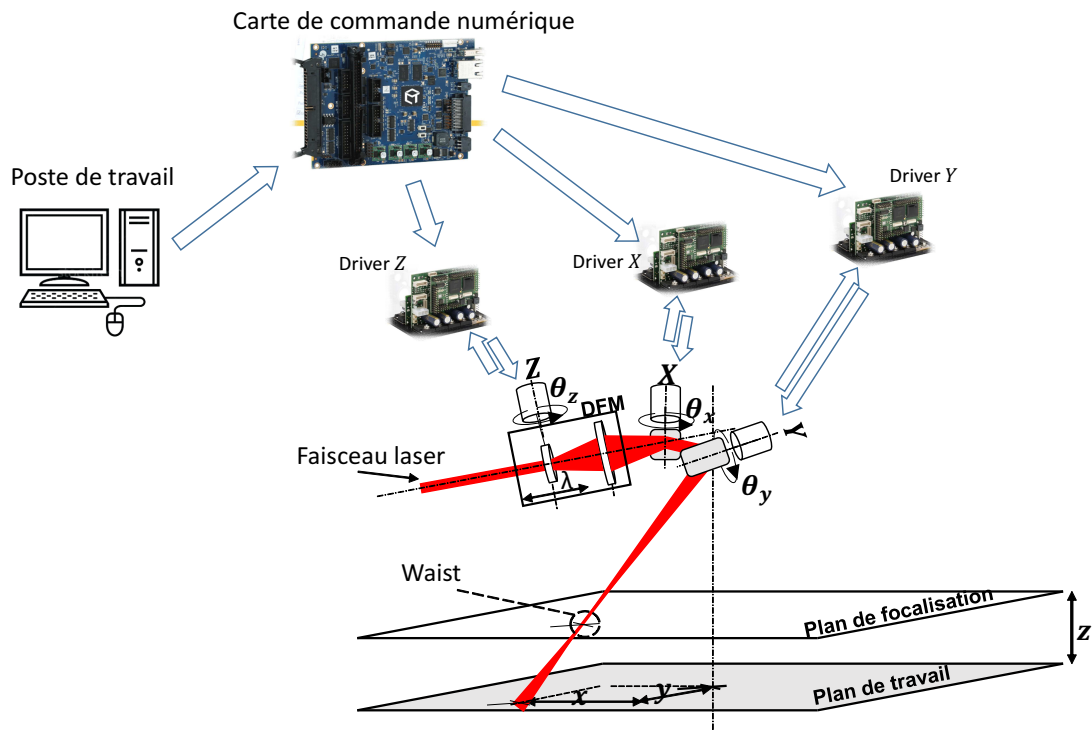 Carte de commande numérique
Poste de travail
Driver Y
Driver X
Driver Z
Z
θz
DFM
X
θx
Y
θy
Faisceau laser
λ
Waist
Plan de focalisation
z
Plan de travail
x
y